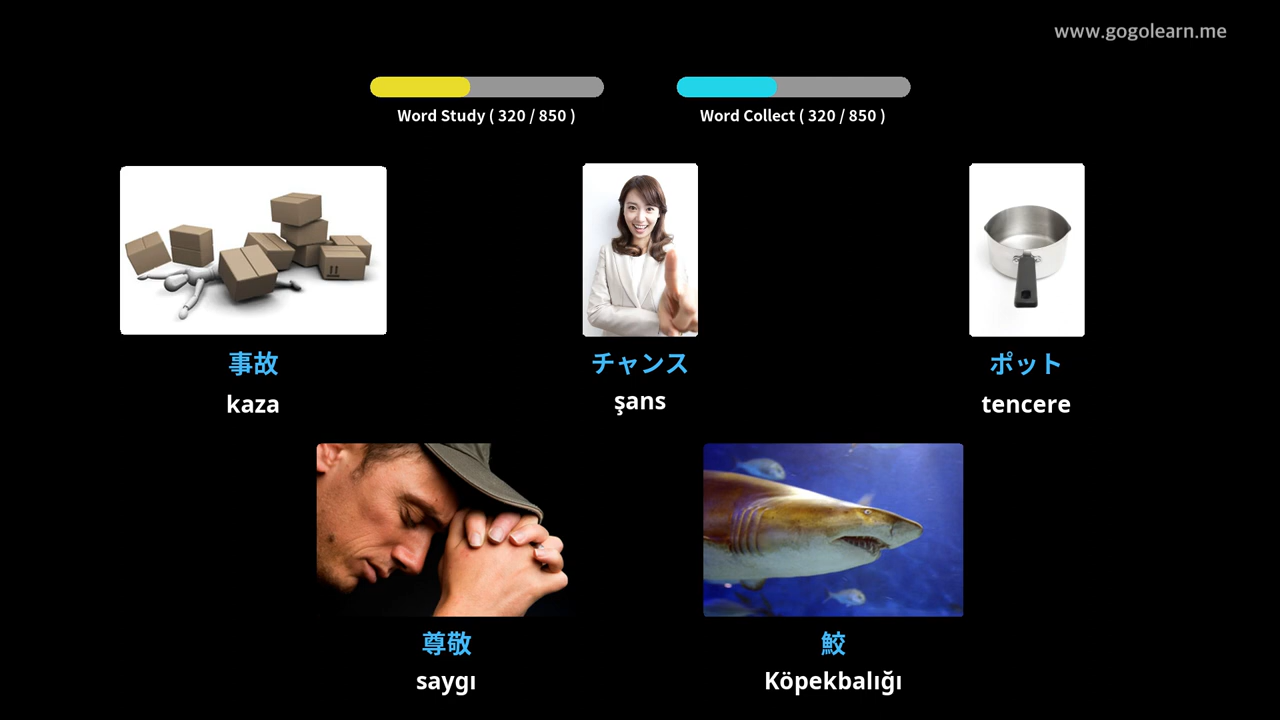 www.gogolearn.me
Word Study ( 320 / 850 )
Word Collect ( 320 / 850 )
事故
チャンス
ポット
kaza
şans
tencere
尊敬
鮫
saygı
Köpekbalığı